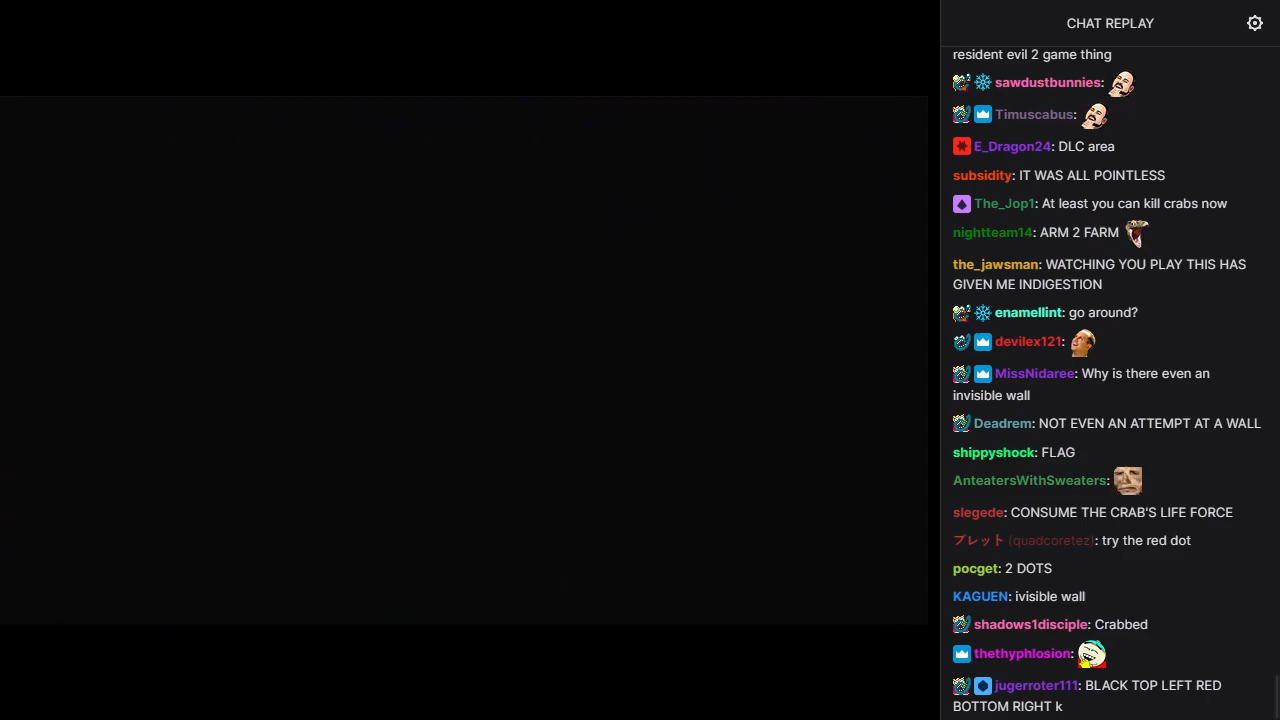 CHAT REPLAY
resident evil 2 game thing
sawdustbunnies:
Timuscabus:
E_Dragon24: DLC area
subsidity: IT WAS ALL POINTLESS
The_Jop1: At least you can kill crabs now
nightteam14: ARM 2 FARM
the_jawsman: WATCHING YOU PLAY THIS HAS
GIVEN ME INDIGESTION
enamellint: go around?
devilex121:
MissNidaree: Why is there even an
invisible wall
Deadrem: NOT EVEN AN ATTEMPT AT A WALL
shippyshock: FLAG
AnteatersWithSweaters:
slegede: CONSUME THE CRAB'S LIFE FORCE
ブレット (quadcoretez): try the red dot
pocget: 2 DOTS
KAGUEN: ivisible wall
shadows1disciple: Crabbed
thethyphlosion:
jugerroter111: BLACK TOP LEFT RED
BOTTOM RIGHT k